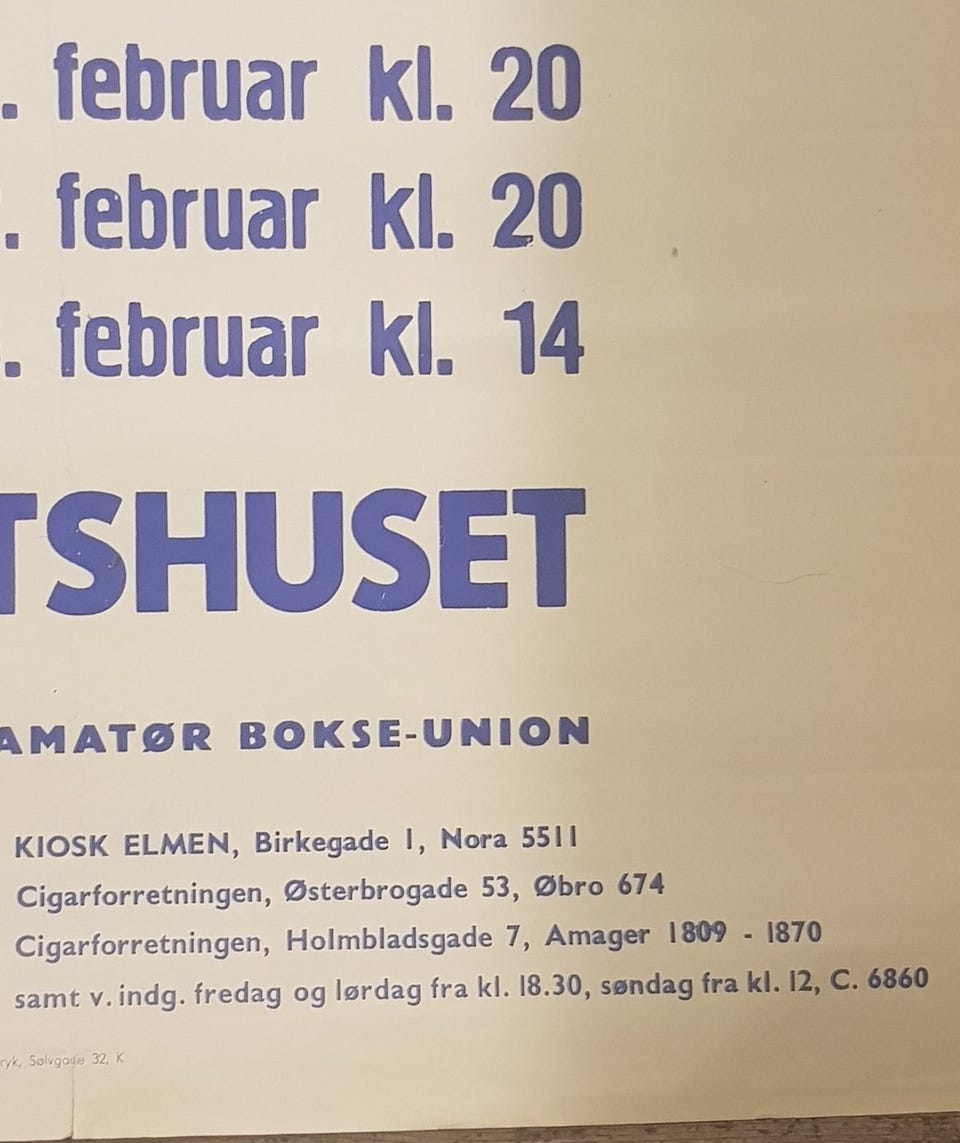 . februar kl. 20
. februar kl. 20
. februar kl. 14
TSHUSET
AMATØR BOKSE-UNION
KIOSK ELMEN, Birkegade 1, Nora 5511
Cigarforretningen, Østerbrogade 53, Øbro 674
Cigarforretningen, Holmbladsgade 7, Amager 1809 - 1870
samt v. indg. fredag og lørdag fra kl. 18.30, søndag fra kl. 12, C. 6860
ryk, Sølvgade 32, K